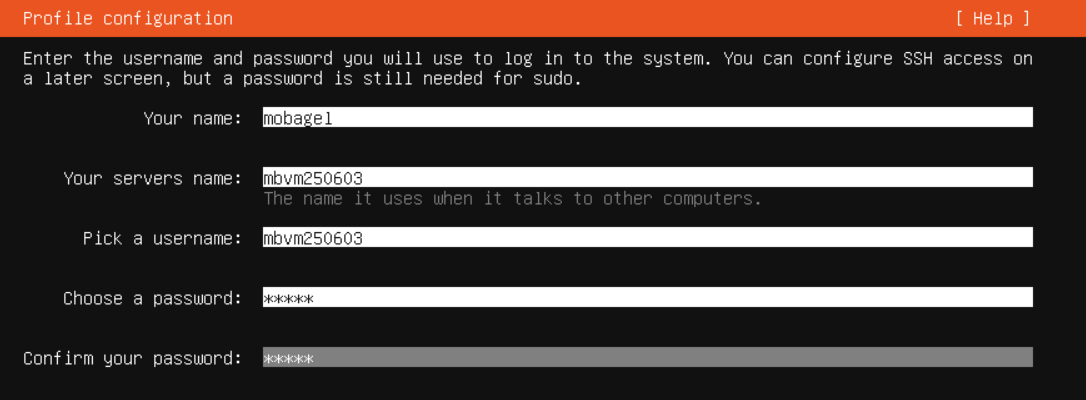 Profile configuration [ Help ]
Enter the username and password you will use to log in to the system. You can configure SSH access on
a later screen, but a password is still needed for sudo.
Your name: mobagel
Your servers name: mbvm250603
The name it uses when it talks to other computers.
Pick a username: mbvm250603
Choose a password: *****
Confirm your password: *****